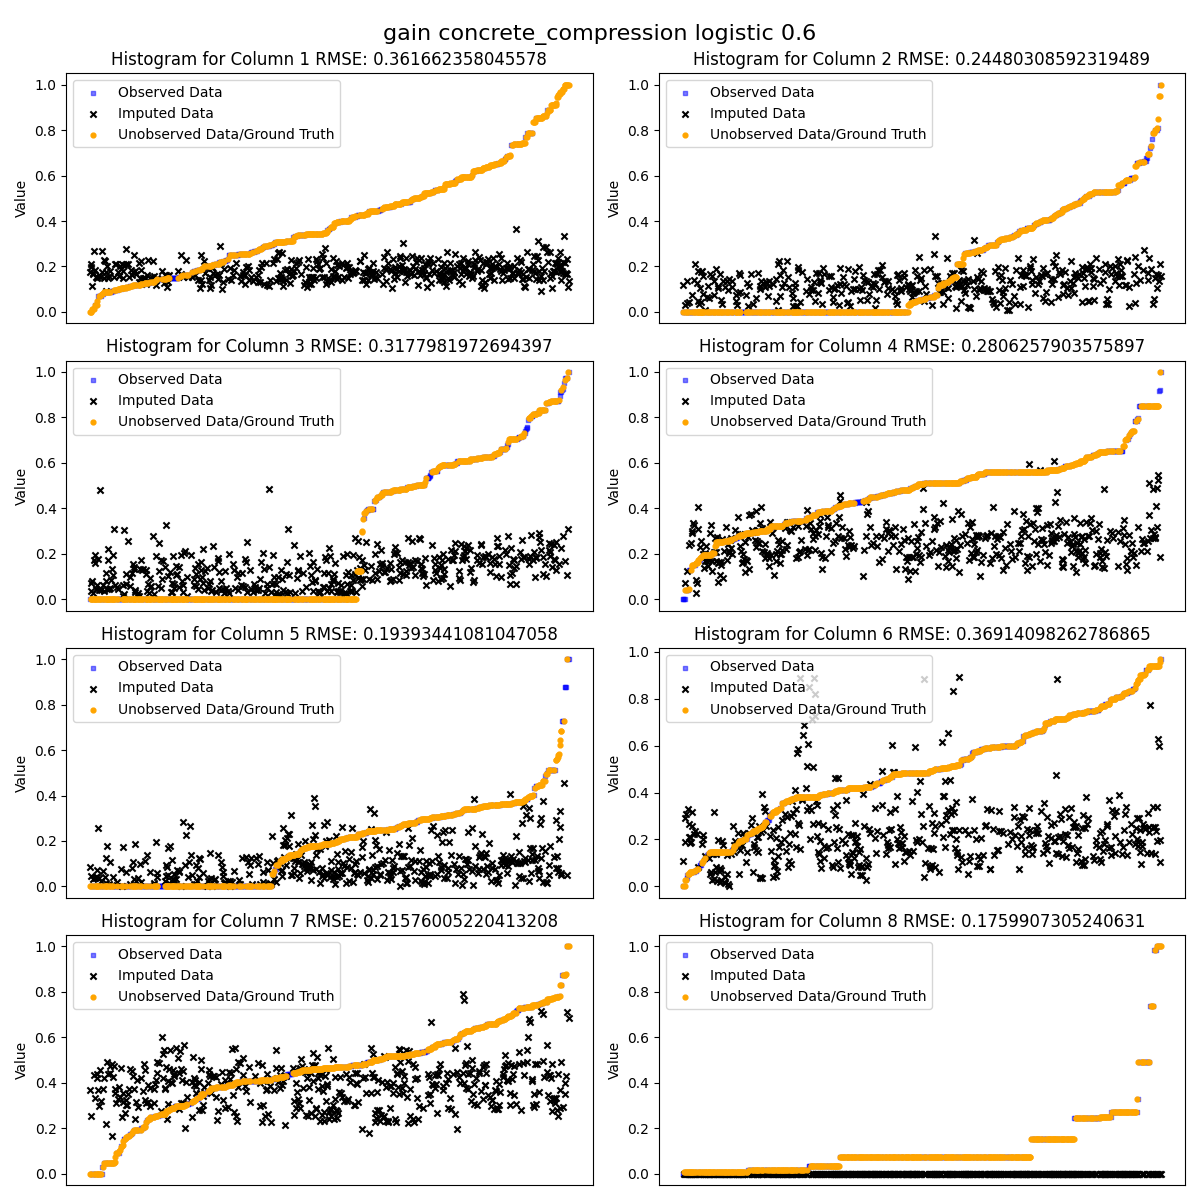 gain concrete_compression logistic 0.6
Histogram for Column 1 RMSE: 0.361662358045578
Histogram for Column 2 RMSE: 0.24480308592319489
1.0
0.8
0.6
0.4
0.2
0.0
Value
Observed Data
Imputed Data
Unobserved Data/Ground Truth
1.0
0.8
0.6
0.4
0.2
0.0
Value
Observed Data
Imputed Data
Unobserved Data/Ground Truth
Histogram for Column 3 RMSE: 0.3177981972694397
Histogram for Column 4 RMSE: 0.2806257903575897
1.0
0.8
0.6
0.4
0.2
0.0
Value
Observed Data
Imputed Data
Unobserved Data/Ground Truth
1.0
0.8
0.6
0.4
0.2
0.0
Value
Observed Data
Imputed Data
Unobserved Data/Ground Truth
Histogram for Column 5 RMSE: 0.19393441081047058
Histogram for Column 6 RMSE: 0.36914098262786865
1.0
0.8
0.6
0.4
0.2
0.0
Value
Observed Data
Imputed Data
Unobserved Data/Ground Truth
1.0
0.8
0.6
0.4
0.2
0.0
Value
Observed Data
Imputed Data
Unobserved Data/Ground Truth
Histogram for Column 7 RMSE: 0.21576005220413208
Histogram for Column 8 RMSE: 0.1759907305240631
1.0
0.8
0.6
0.4
0.2
0.0
Value
Observed Data
Imputed Data
Unobserved Data/Ground Truth
1.0
0.8
0.6
0.4
0.2
0.0
Value
Observed Data
Imputed Data
Unobserved Data/Ground Truth